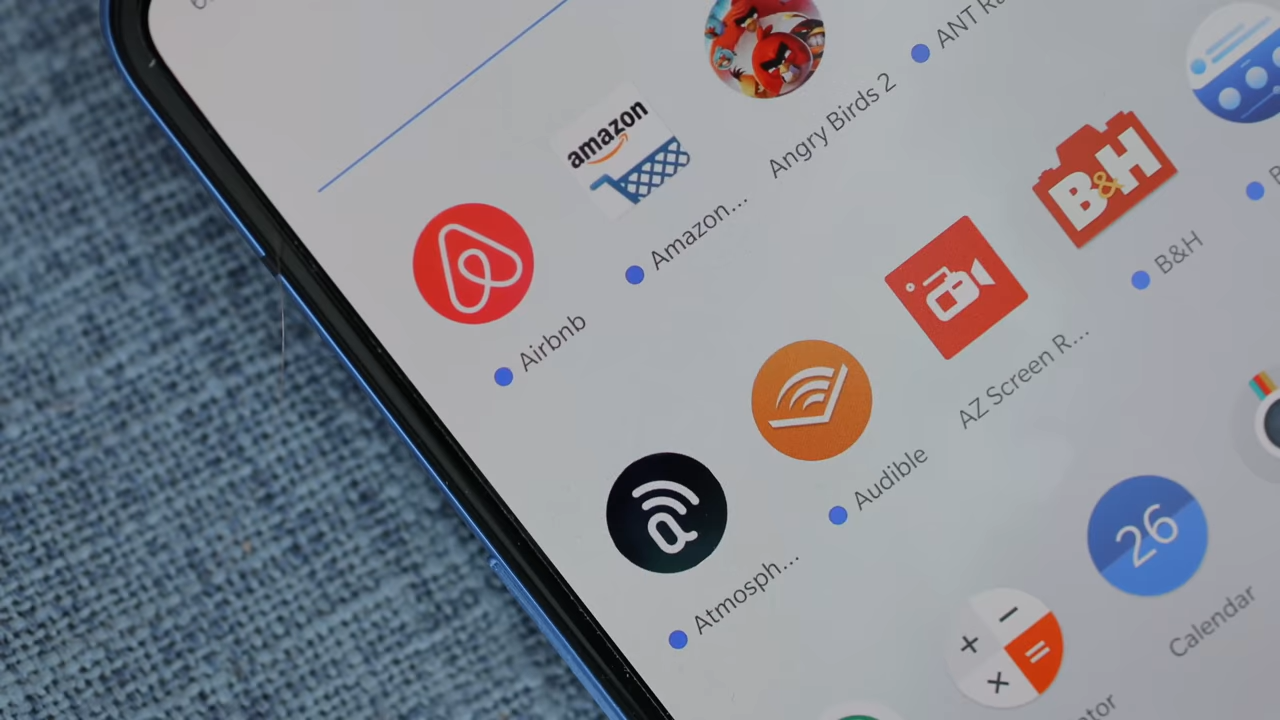 amazon
Airbnb
Amazon...
Angry Birds 2
ANT
B&H
Atmosph...
Audible
AZ Screen R...
B&H
26
Calendar
+ − × =